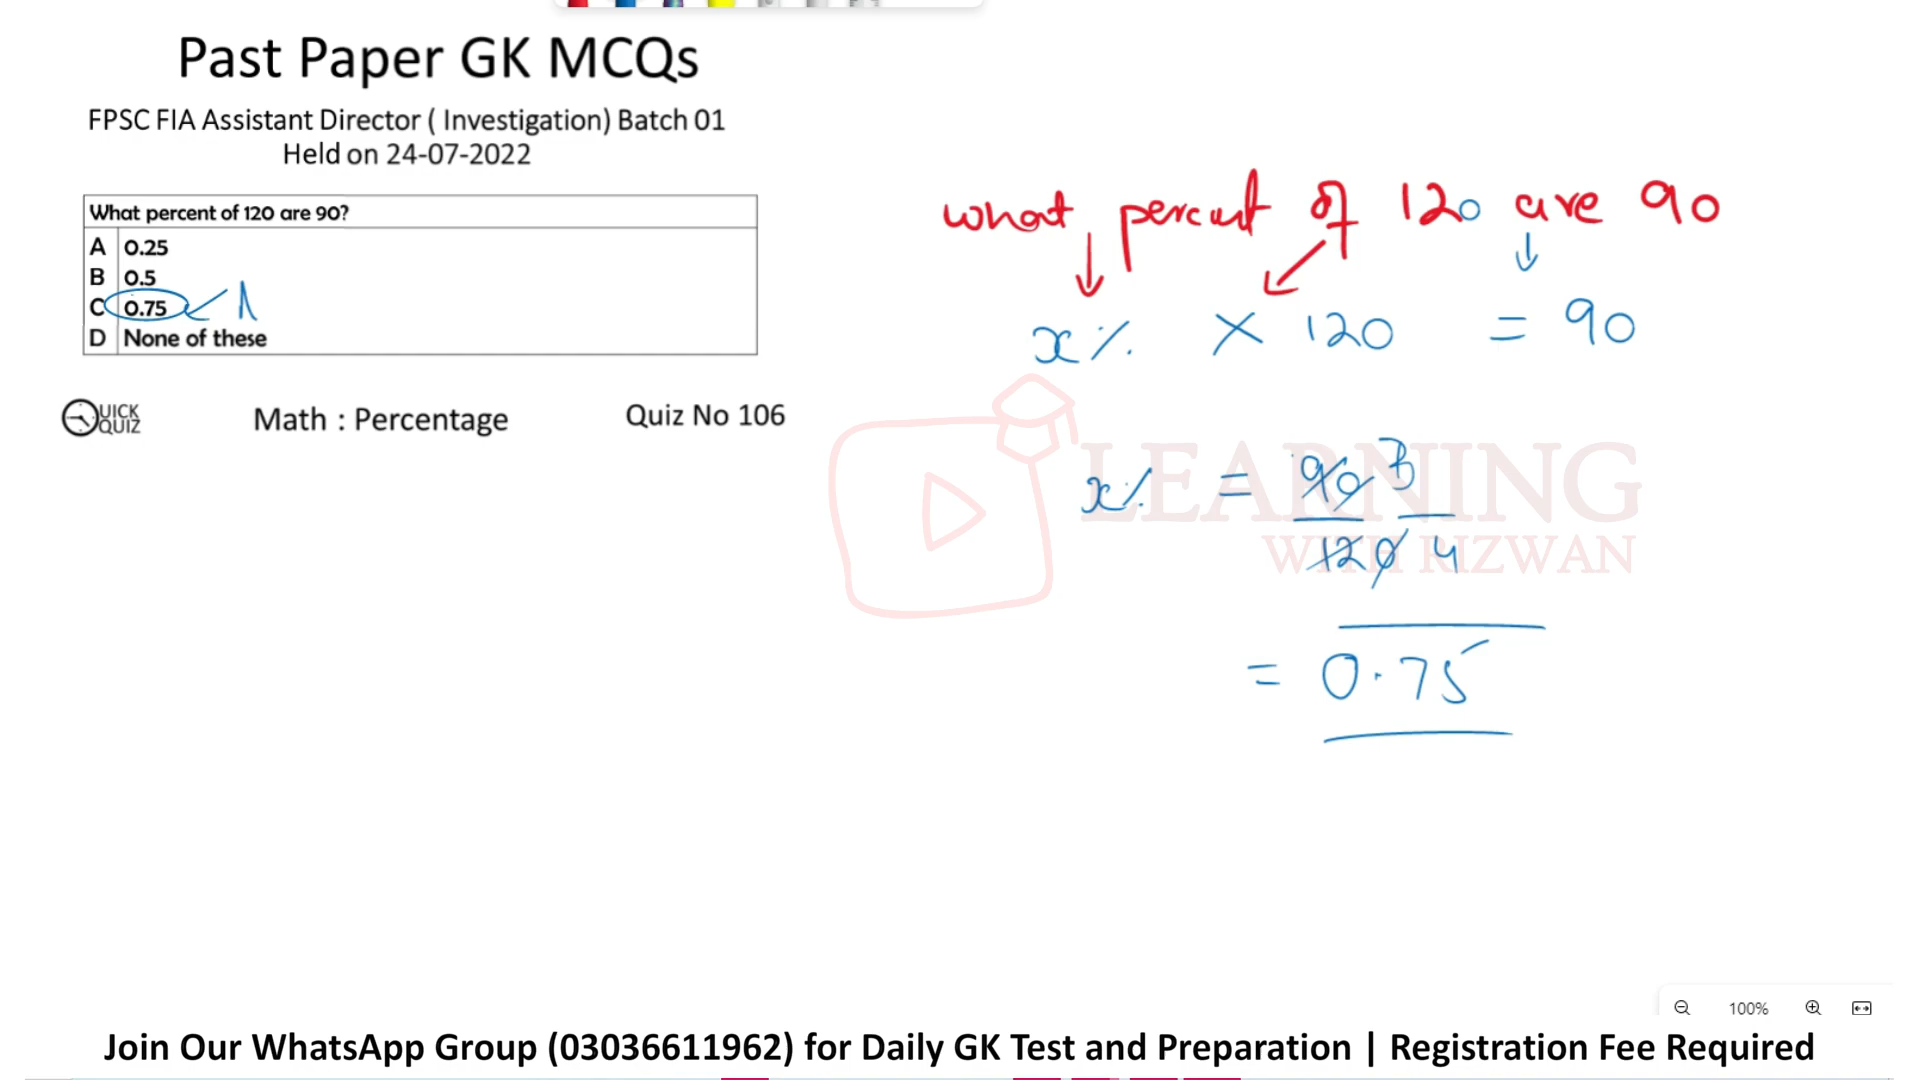 Past Paper GK MCQs
FPSC FIA Assistant Director ( Investigation) Batch 01
Held on 24-07-2022
What percent of 120 are 90?
A 0.25
B 0.5
C 0.75
D None of these
QUICK
QUIZ
Math : Percentage
Quiz No 106
what percent of 120 are 90
x% × 120 = 90
x% = 90 3
120 4
= 0.75
LEARNING
WITH RIZWAN
100%
Join Our WhatsApp Group (03036611962) for Daily GK Test and Preparation | Registration Fee Required